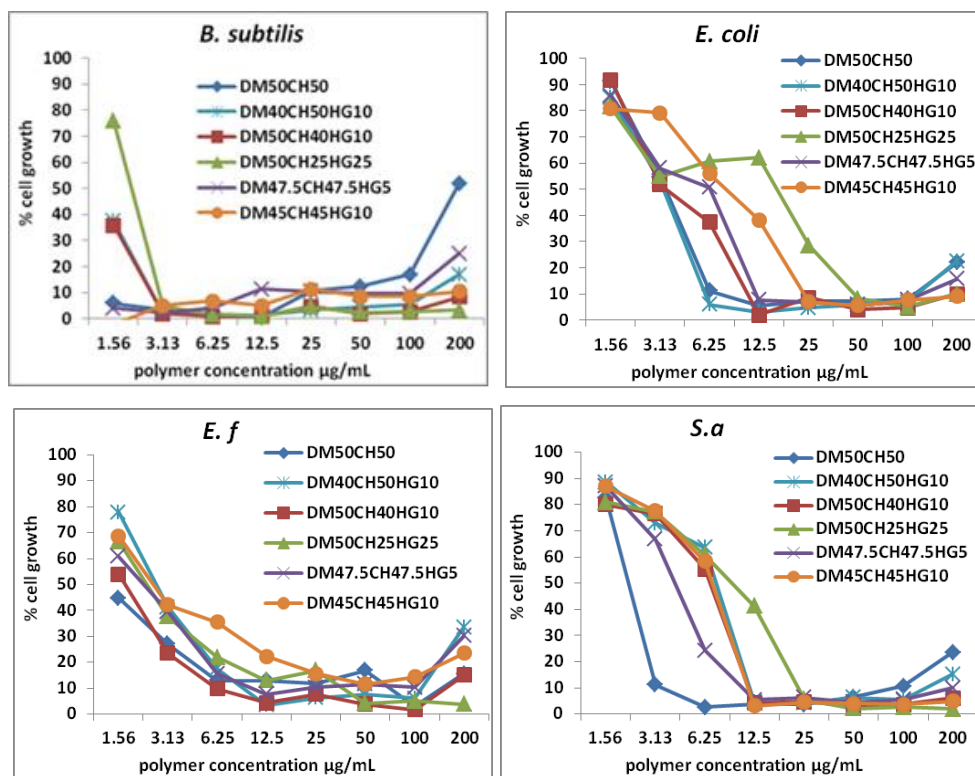 B. subtilis
% cell growth
100
90
80
70
60
50
40
30
20
10
0
DM50CH50
DM40CH50HG10
DM50CH40HG10
DM50CH25HG25
DM47.5CH47.5HG5
DM45CH45HG10
1.56 3.13 6.25 12.5 25 50 100 200
polymer concentration µg/mL
E. coli
% cell growth
100
90
80
70
60
50
40
30
20
10
0
DM50CH50
DM40CH50HG10
DM50CH40HG10
DM50CH25HG25
DM47.5CH47.5HG5
DM45CH45HG10
1.56 3.13 6.25 12.5 25 50 100 200
polymer concentration µg/mL
E. f
% cell growth
100
90
80
70
60
50
40
30
20
10
0
DM50CH50
DM40CH50HG10
DM50CH40HG10
DM50CH25HG25
DM47.5CH47.5HG5
DM45CH45HG10
1.56 3.13 6.25 12.5 25 50 100 200
polymer concentration µg/mL
S.a
% cell growth
100
90
80
70
60
50
40
30
20
10
0
DM50CH50
DM40CH50HG10
DM50CH40HG10
DM50CH25HG25
DM47.5CH47.5HG5
DM45CH45HG10
1.56 3.13 6.25 12.5 25 50 100 200
polymer concentration µg/mL